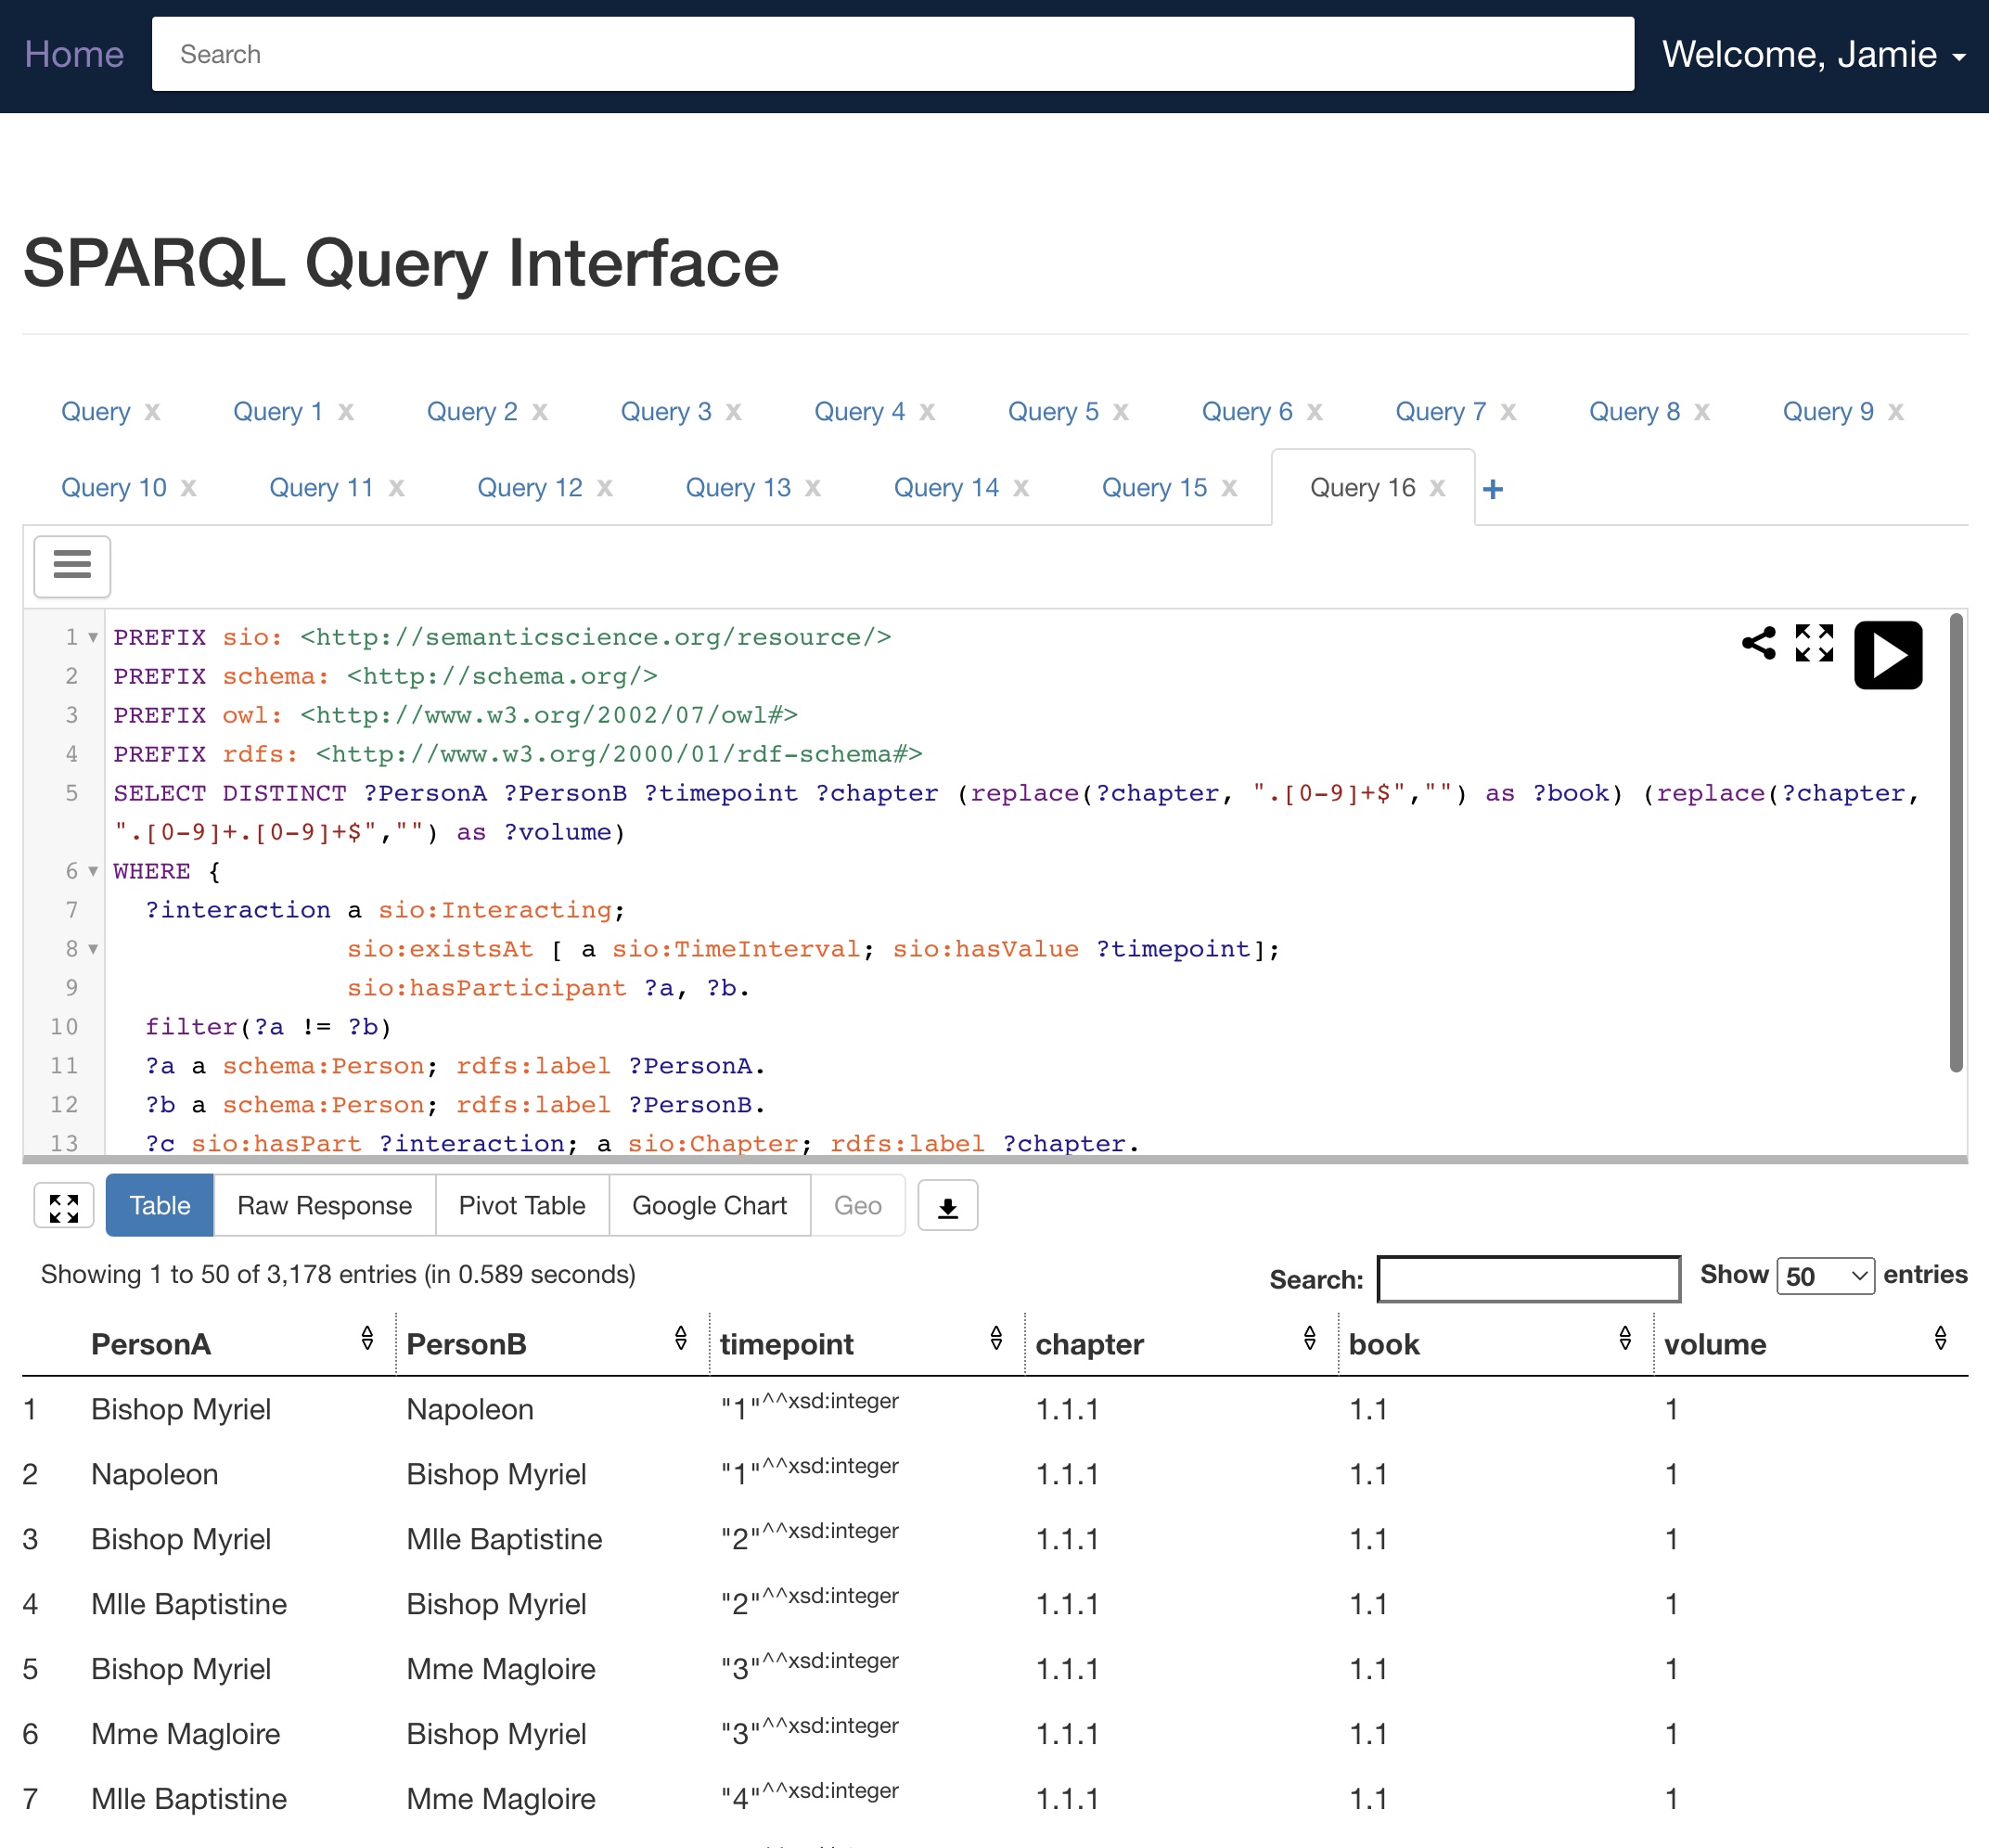 Home Search Welcome, Jamie
SPARQL Query Interface
Query x Query 1 x Query 2 x Query 3 x Query 4 x Query 5 x Query 6 x Query 7 x Query 8 x Query 9 x
Query 10 x Query 11 x Query 12 x Query 13 x Query 14 x Query 15 x Query 16 x +
1 PREFIX sio: <http://semanticscience.org/resource/>
2 PREFIX schema: <http://schema.org/>
3 PREFIX owl: <http://www.w3.org/2002/07/owl#>
4 PREFIX rdfs: <http://www.w3.org/2000/01/rdf-schema#>
5 SELECT DISTINCT ?PersonA ?PersonB ?timepoint ?chapter (replace(?chapter, ".[0-9]+$","") as ?book) (replace(?chapter,
".[0-9]+.[0-9]+$","") as ?volume)
6 WHERE {
7 ?interaction a sio:Interacting;
8 sio:existsAt [ a sio:TimeInterval; sio:hasValue ?timepoint];
9 sio:hasParticipant ?a, ?b.
10 filter(?a != ?b)
11 ?a a schema:Person; rdfs:label ?PersonA.
12 ?b a schema:Person; rdfs:label ?PersonB.
13 ?c sio:hasPart ?interaction; a sio:Chapter; rdfs:label ?chapter.
Table Raw Response Pivot Table Google Chart Geo
Showing 1 to 50 of 3,178 entries (in 0.589 seconds) Search: Show 50 entries
PersonA PersonB timepoint chapter book volume
1 Bishop Myriel Napoleon "1"^^xsd:integer 1.1.1 1.1 1
2 Napoleon Bishop Myriel "1"^^xsd:integer 1.1.1 1.1 1
3 Bishop Myriel Mlle Baptistine "2"^^xsd:integer 1.1.1 1.1 1
4 Mlle Baptistine Bishop Myriel "2"^^xsd:integer 1.1.1 1.1 1
5 Bishop Myriel Mme Magloire "3"^^xsd:integer 1.1.1 1.1 1
6 Mme Magloire Bishop Myriel "3"^^xsd:integer 1.1.1 1.1 1
7 Mlle Baptistine Mme Magloire "4"^^xsd:integer 1.1.1 1.1 1